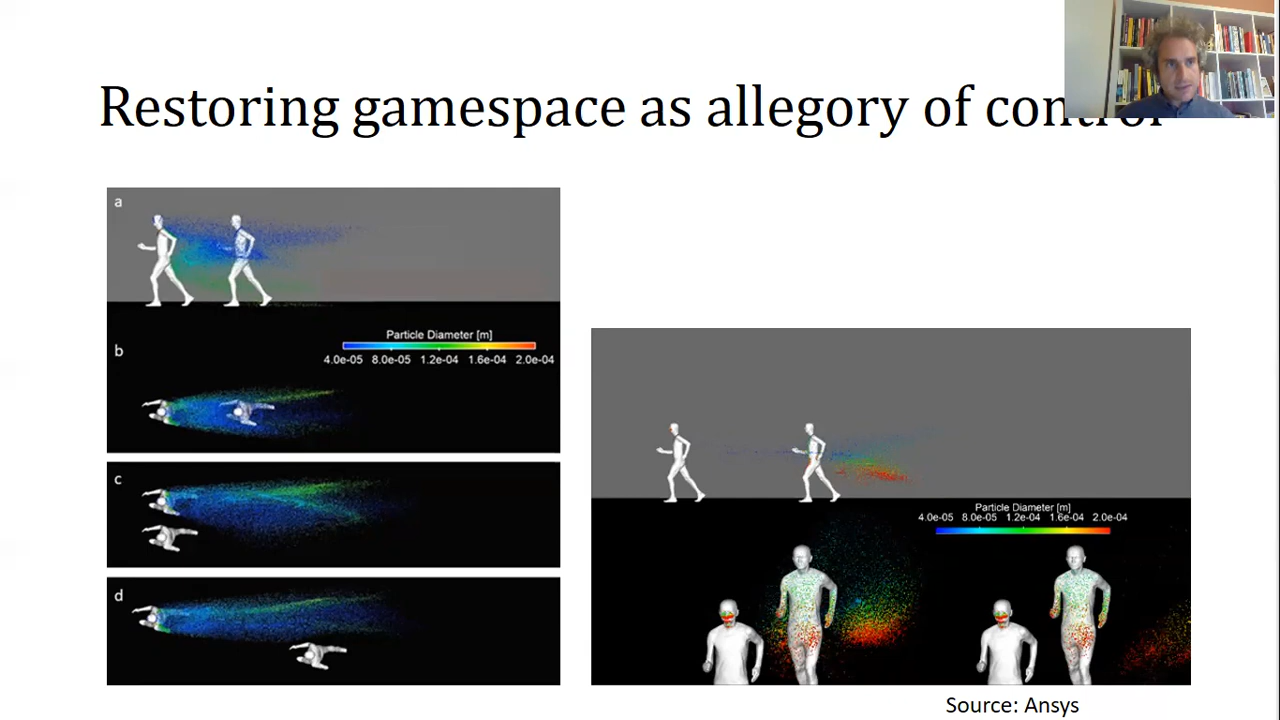 Restoring gamespace as allegory of control
a
Particle Diameter [m]
4.0e-05 8.0e-05 1.2e-04 1.6e-04 2.0e-04
b
c
d
Particle Diameter [m]
4.0e-05 8.0e-05 1.2e-04 1.6e-04 2.0e-04
Source: Ansys